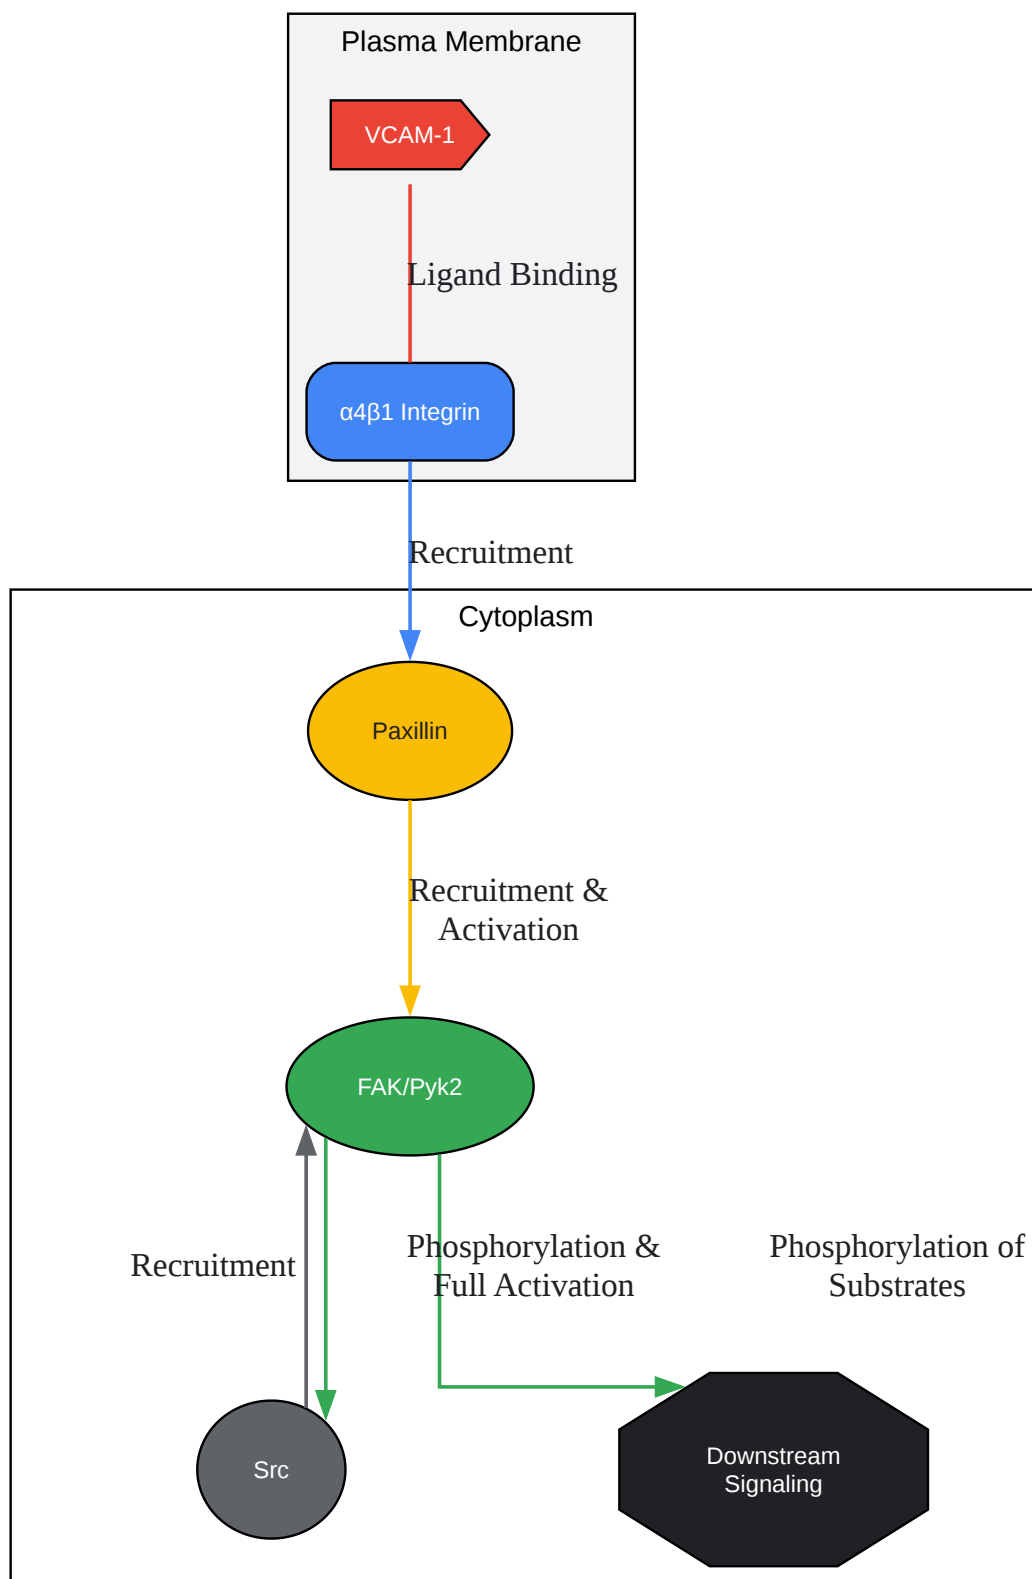 Plasma Membrane
VCAM-1
Ligand Binding
α4β1 Integrin
Recruitment
Cytoplasm
Paxillin
Recruitment &
Activation
FAK/Pyk2
Recruitment
Phosphorylation &
Full Activation
Phosphorylation of
Substrates
Src
Downstream
Signaling